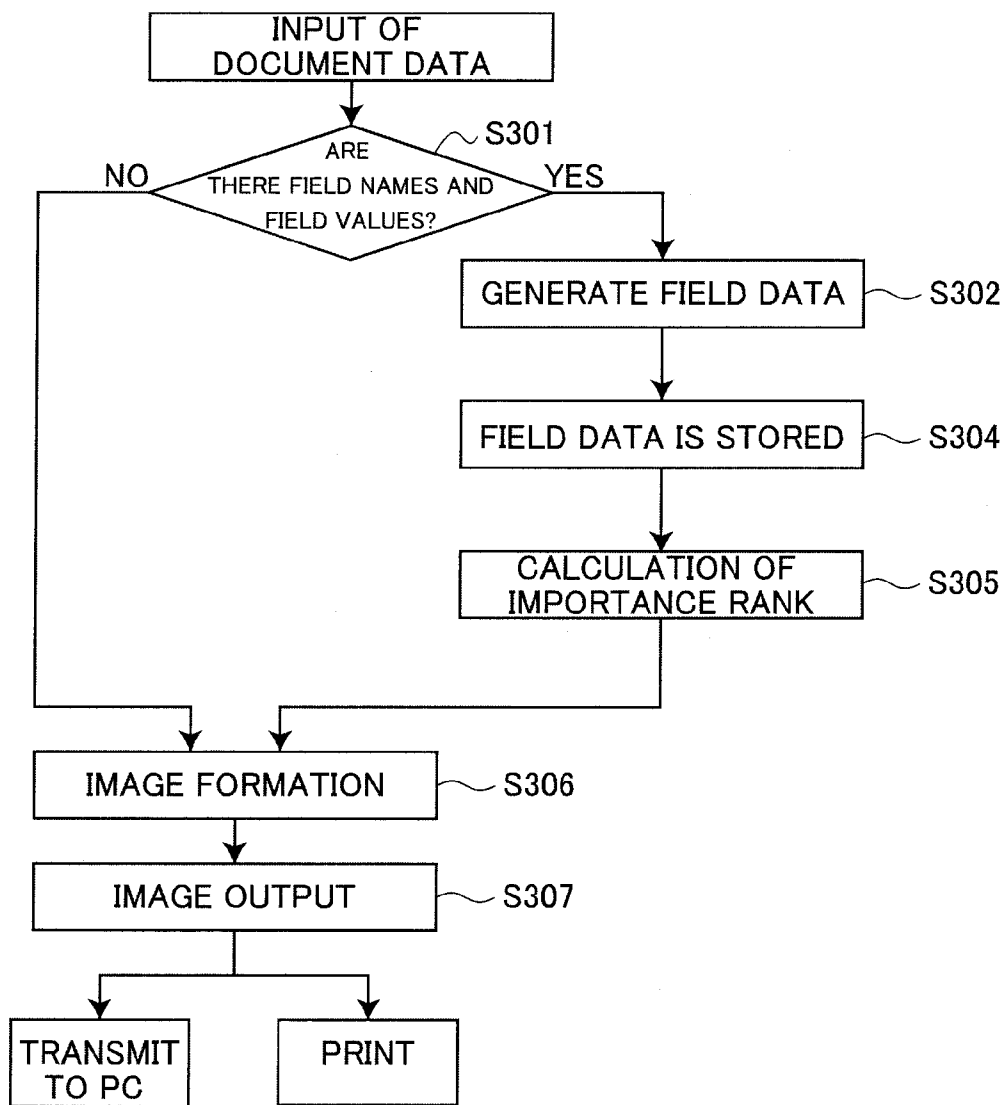 INPUT OF
DOCUMENT DATA
S301
ARE
THERE FIELD NAMES AND
FIELD VALUES?
NO
YES
GENERATE FIELD DATA
S302
FIELD DATA IS STORED
S304
CALCULATION OF
IMPORTANCE RANK
S305
IMAGE FORMATION
S306
IMAGE OUTPUT
S307
TRANSMIT
TO PC
PRINT